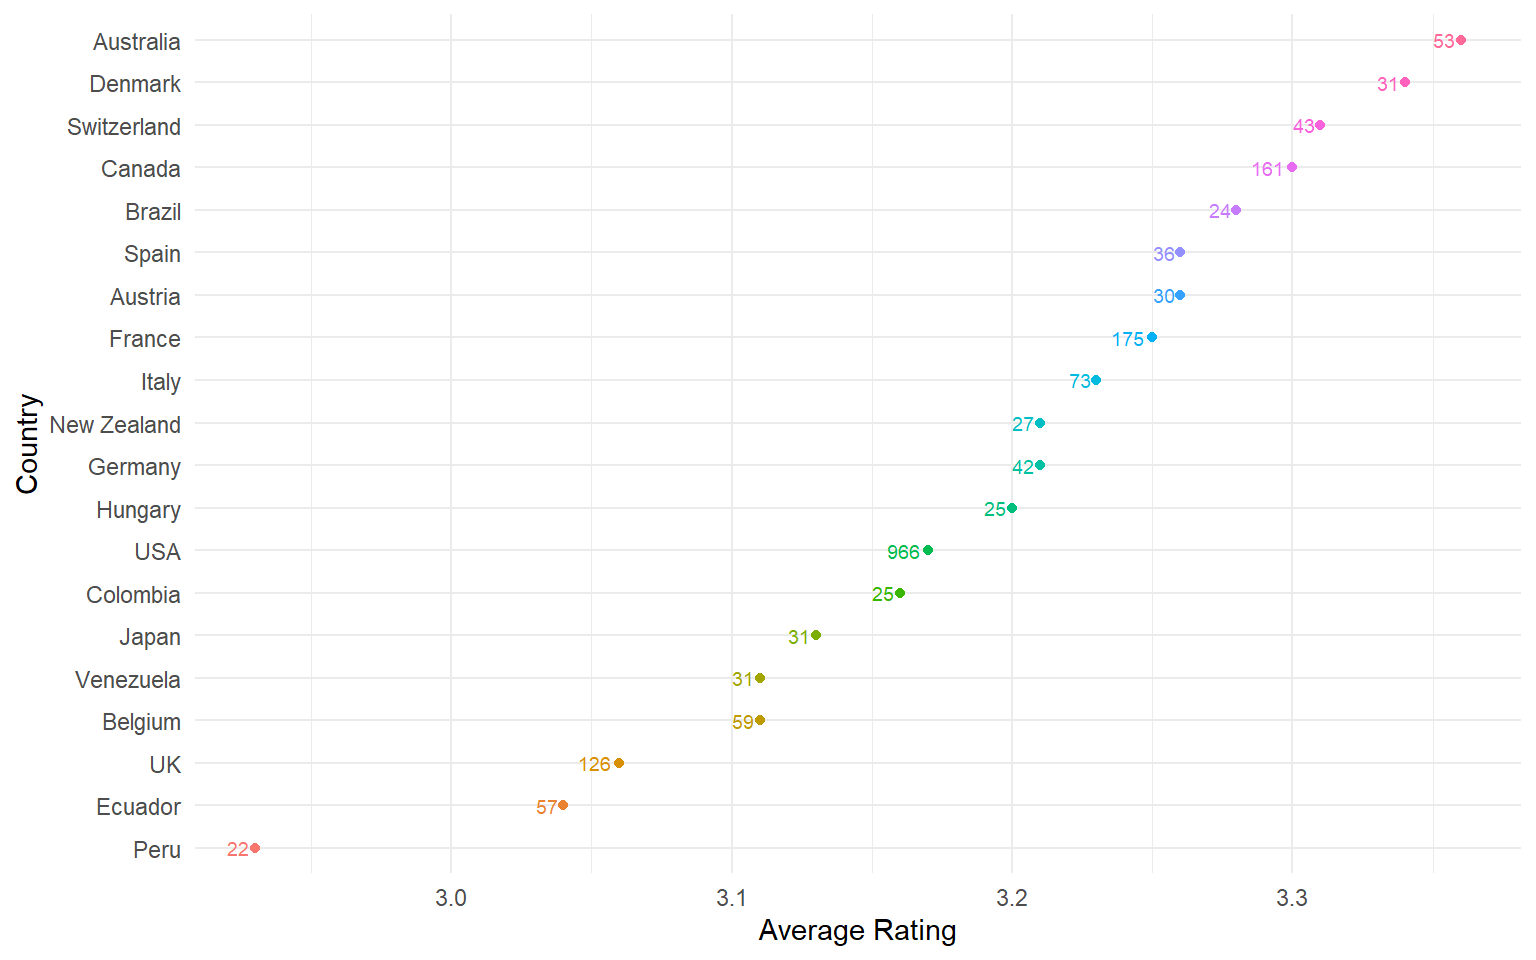 Australia 53
Denmark 31
Switzerland 43
Canada 161
Brazil 24
Spain 36
Austria 30
France 175
Italy 73
New Zealand 27
Germany 42
Hungary 25
USA 966
Colombia 25
Japan 31
Venezuela 31
Belgium 59
UK 126
Ecuador 57
Peru 22
Country
3.0 3.1 3.2 3.3
Average Rating